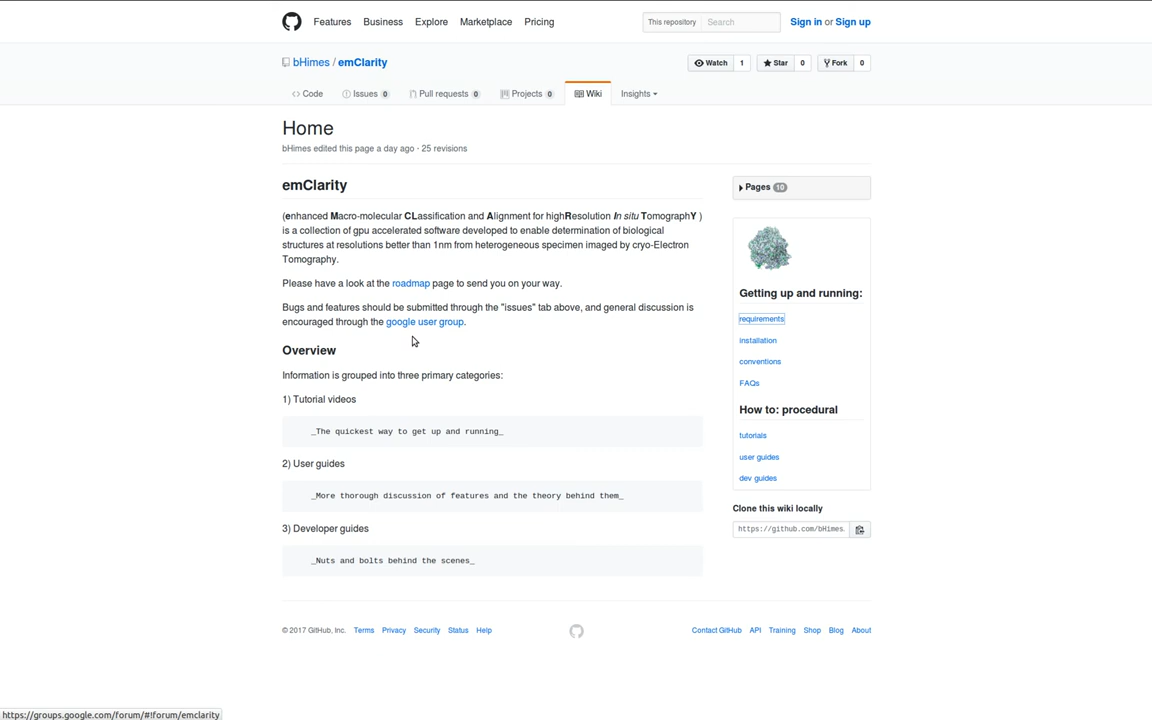 Features Business Explore Marketplace Pricing This repository Search Sign in or Sign up
bHimes / emClarity Watch 1 Star 0 Fork 0
Code Issues 0 Pull requests 0 Projects 0 Wiki Insights
Home
bHimes edited this page a day ago · 25 revisions
emClarity
(enhanced Macro-molecular CLassification and Alignment for highResolution In situ TomographY )
is a collection of gpu accelerated software developed to enable determination of biological
structures at resolutions better than 1nm from heterogeneous specimen imaged by cryo-Electron
Tomography.
Please have a look at the roadmap page to send you on your way.
Bugs and features should be submitted through the "issues" tab above, and general discussion is
encouraged through the google user group.
Overview
Information is grouped into three primary categories:
1) Tutorial videos
_The quickest way to get up and running_
2) User guides
_More thorough discussion of features and the theory behind them_
3) Developer guides
_Nuts and bolts behind the scenes_
Pages 10
Getting up and running:
requirements
installation
conventions
FAQs
How to: procedural
tutorials
user guides
dev guides
Clone this wiki locally
https://github.com/bHimes.
© 2017 GitHub, Inc. Terms Privacy Security Status Help Contact GitHub API Training Shop Blog About
https://groups.google.com/forum/#!forum/emclarity